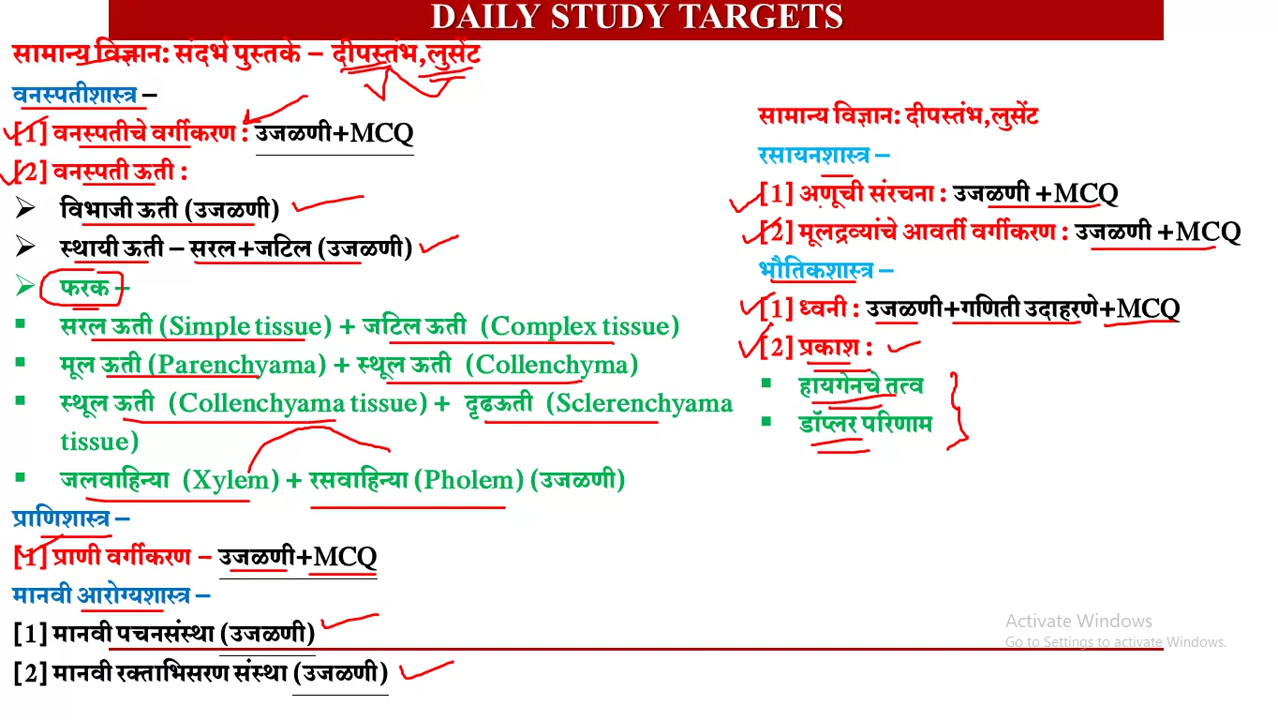 DAILY STUDY TARGETS
सामान्य विज्ञान: संदर्भ पुस्तके – दीपस्तंभ,लुसेंट
वनस्पतीशास्त्र –
[1] वनस्पतीचे वर्गीकरण : उजळणी+MCQ
[2] वनस्पती ऊती :
➢ विभाजी ऊती (उजळणी)
➢ स्थायी ऊती – सरल+जटिल (उजळणी)
➢ फरक –
▪ सरल ऊती (Simple tissue) + जटिल ऊती (Complex tissue)
▪ मूल ऊती (Parenchyama) + स्थूल ऊती (Collenchyma)
▪ स्थूल ऊती (Collenchyama tissue) + दृढऊती (Sclerenchyama
tissue)
▪ जलवाहिन्या (Xylem) + रसवाहिन्या (Pholem) (उजळणी)
प्राणिशास्त्र –
[1] प्राणी वर्गीकरण – उजळणी+MCQ
मानवी आरोग्यशास्त्र –
[1] मानवी पचनसंस्था (उजळणी)
[2] मानवी रक्ताभिसरण संस्था (उजळणी)
सामान्य विज्ञान: दीपस्तंभ,लुसेंट
रसायनशास्त्र –
[1] अणूची संरचना : उजळणी +MCQ
[2] मूलद्रव्यांचे आवर्ती वर्गीकरण : उजळणी +MCQ
भौतिकशास्त्र –
[1] ध्वनी : उजळणी+गणिती उदाहरणे+MCQ
[2] प्रकाश :
▪ हायगेनचे तत्व
▪ डॉप्लर परिणाम
Activate Windows
Go to Settings to activate Windows.